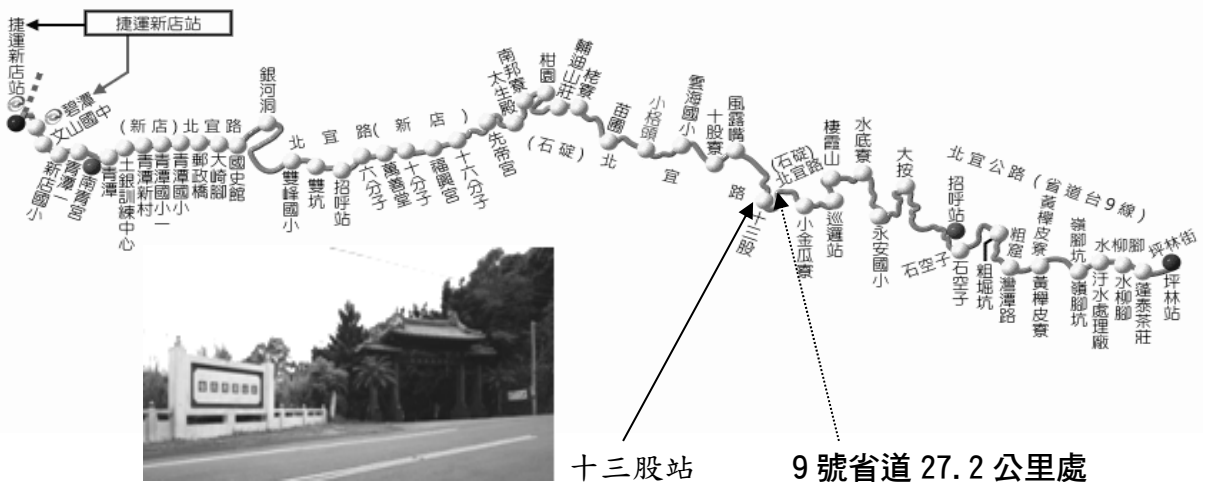 捷運新店站
捷運新店站
碧潭
文山國中
新店國小
青潭一
南青宮
青潭
土銀訓練中心
青潭新村
青潭國小一
青潭國小
郵政橋
大崎腳
國史館
(新店)北宜路
銀河洞
北宜路(新店)
雙峰國小
雙坑
招呼站
六分子
萬善堂
十分子
福興宮
十六分子
先帝宮
太生殿
南邦寮
柑園
輔迪山莊
栳寮
(石碇)北宜路
苗圃
小格頭
雲海國小
十股寮
風露嘴
十三股
(石碇)北宜路
小金瓜寮
巡邏站
棲霞山
水底寮
永安國小
大按
招呼站
石空子
石空子
北宜公路(省道台9線)
粗堀坑
粗窟
灣潭路
黃櫸皮寮
黃櫸皮寮
嶺腳坑
嶺腳坑
水柳腳
汙水處理廠
水柳腳
蓬泰茶莊
坪林街
坪林站
十三股站
9號省道27.2公里處